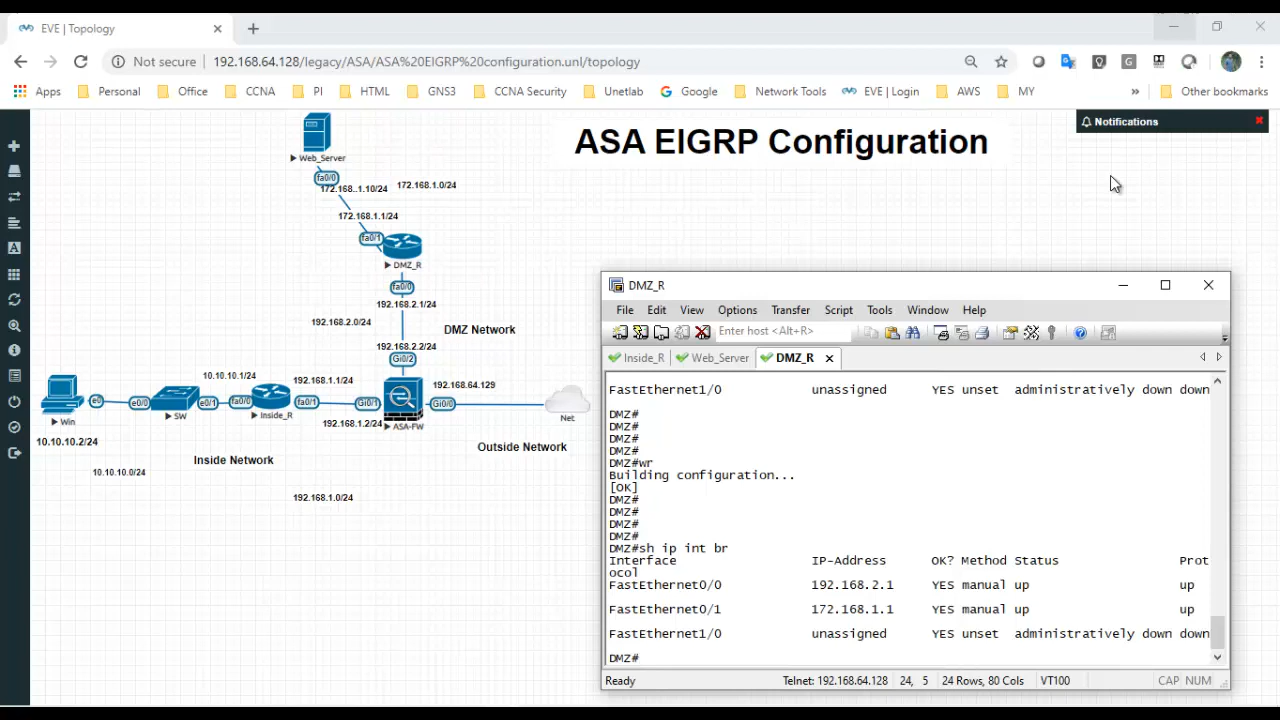 EVE | Topology
Not secure | 192.168.64.128/legacy/ASA/ASA%20EIGRP%20configuration.unl/topology
Apps Personal Office CCNA PI HTML GNS3 CCNA Security Unetlab Google Network Tools EVE | Login AWS MY » Other bookmarks
Notifications
ASA EIGRP Configuration
Web_Server
fa0/0
172.168..1.10/24
172.168.1.0/24
172.168.1.1/24
fa0/1
DMZ_R
fa0/0
192.168.2.1/24
192.168.2.0/24
DMZ Network
192.168.2.2/24
Gi0/2
10.10.10.1/24
192.168.1.1/24
192.168.64.129
e0
e0/0
e0/1
fa0/0
fa0/1
Gi0/1
Gi0/0
Win
SW
Inside_R
ASA-FW
Net
192.168.1.2/24
10.10.10.2/24
Inside Network
Outside Network
10.10.10.0/24
192.168.1.0/24
DMZ_R
File Edit View Options Transfer Script Tools Window Help
Enter host <Alt+R>
Inside_R Web_Server DMZ_R
FastEthernet1/0 unassigned YES unset administratively down down
DMZ#
DMZ#
DMZ#
DMZ#
DMZ#wr
Building configuration...
[OK]
DMZ#
DMZ#
DMZ#
DMZ#
DMZ#sh ip int br
Interface IP-Address OK? Method Status Prot
ocol
FastEthernet0/0 192.168.2.1 YES manual up up
FastEthernet0/1 172.168.1.1 YES manual up up
FastEthernet1/0 unassigned YES unset administratively down down
DMZ#
Ready Telnet: 192.168.64.128 24, 5 24 Rows, 80 Cols VT100 CAP NUM